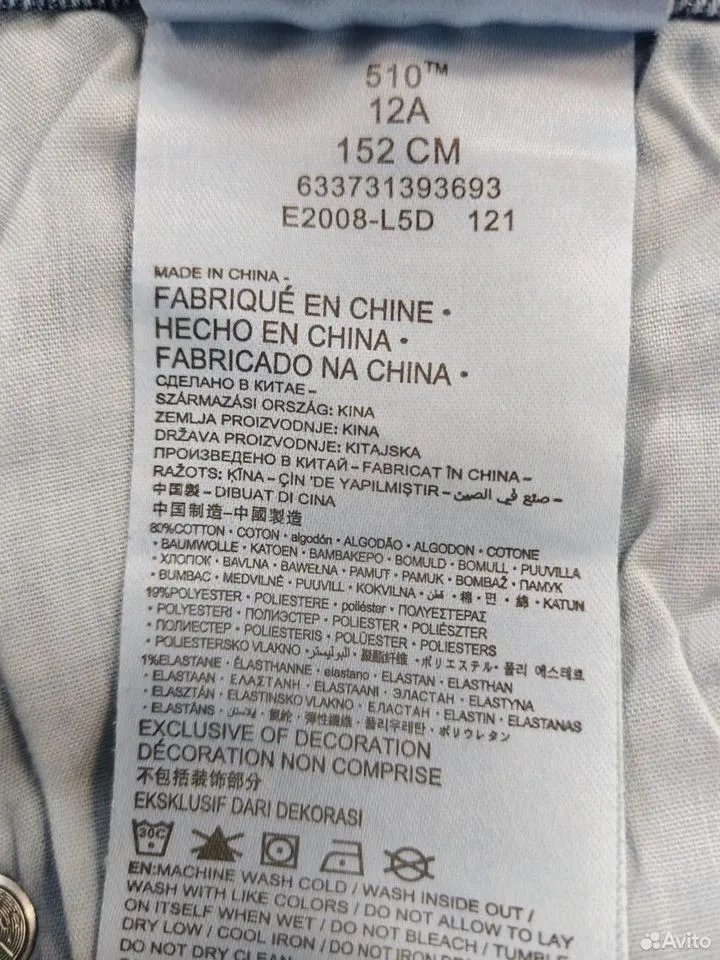 510™
12A
152 CM
633731393693
E2008-L5D 121
MADE IN CHINA -
FABRIQUÉ EN CHINE •
HECHO EN CHINA •
FABRICADO NA CHINA •
СДЕЛАНО В КИТАЕ –
SZÁRMAZÁSI ORSZÁG: KINA
ZEMLJA PROIZVODNJE: KINA
DRŽAVA PROIZVODNJE: KITAJSKA
ПРОИЗВЕДЕНО В КИТАЙ – FABRICAT ÎN CHINA –
RAŽOTS: ĶĪNA – ÇİN 'DE YAPILMIŞTIR – صنع في الصين –
中国製 – DIBUAT DI CINA
中国制造 – 中國製造
80%COTTON • COTON • algodón • ALGODÃO • ALGODON • COTONE
• BAUMWOLLE • KATOEN • ΒΑΜΒΑΚΕΡΟ • BOMULD • BOMULL • PUUVILLA
• ХЛОПОК • BAVLNA • BAWEŁNA • PAMUT • PAMUK • BOMBAŽ • ПАМУК
• BUMBAC • MEDVILNĖ • PUUVILL • KOKVILNA • قطن • 棉 • 면 • 綿 • KATUN
19%POLYESTER • POLIESTERE • poliéster • ΠΟΛΥΕΣΤΕΡΑΣ
• POLYESTERI • ПОЛИЭСТЕР • POLIESTER • POLIÉSZTER
• ПОЛИЕСТЕР • POLIESTERIS • POLÜESTER • POLIESTERS
• POLIESTERSKO VLAKNO • البوليستر • 聚酯纤维 • ポリエステル • 폴리 에스테르
1%ELASTANE • ÉLASTHANNE • elastano • ELASTAN • ELASTHAN
• ELASTAAN • ΕΛΑΣΤΑΝΗ • ELASTAANI • ЭЛАСТАН • ELASTYNA
• ELASZTÁN • ELASTINSKO VLAKNO • ЕЛАСТАН • ELASTIN • ELASTANAS
• ELASTĀNS • 氨纶 • 彈性纖維 • 폴리우레탄 • ポリウレタン
EXCLUSIVE OF DECORATION
DÉCORATION NON COMPRISE
不包括装饰部分
EKSKLUSIF DARI DEKORASI
30C
EN:MACHINE WASH COLD / WASH INSIDE OUT /
WASH WITH LIKE COLORS / DO NOT ALLOW TO LAY
ON ITSELF WHEN WET / DO NOT BLEACH / TUMBLE
DRY LOW / COOL IRON / DO NOT IRON
DO NOT DRY CLEAN
Avito